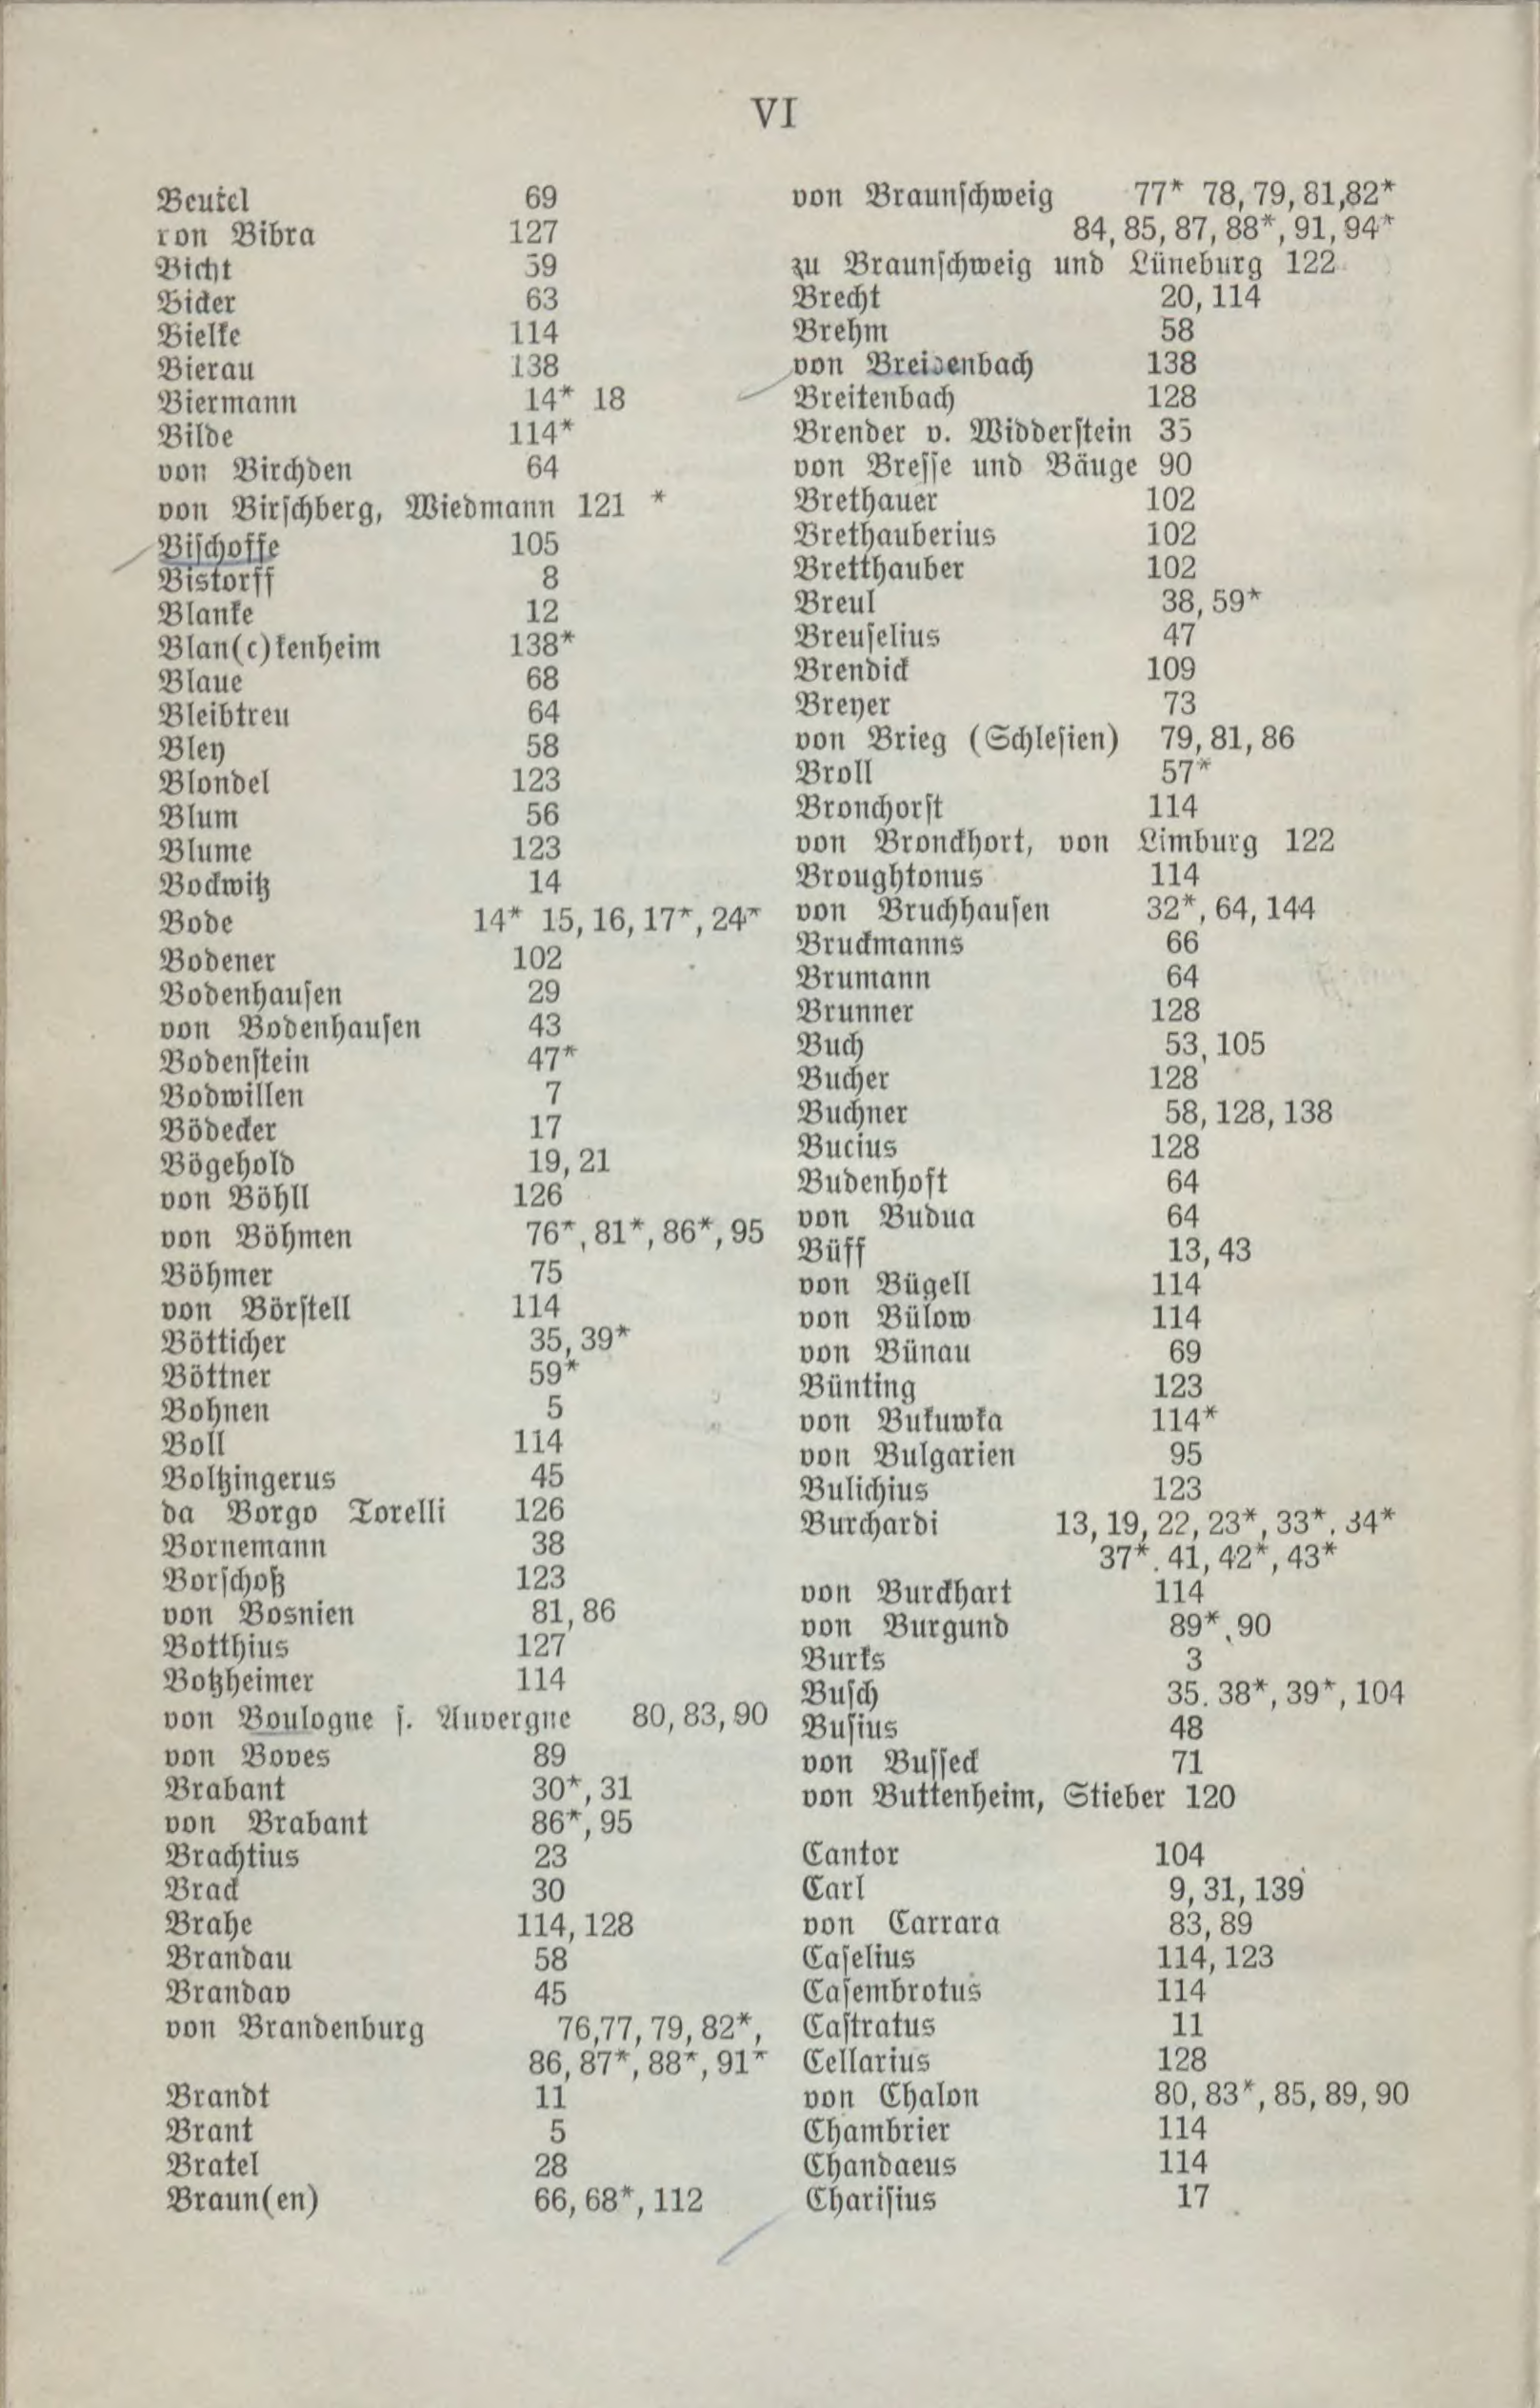 VI
Beutel 69
von Bibra 127
Bicht 59
Bider 63
Bielke 114
Bierau 138
Biermann 14* 18
Bilde 114*
von Birchden 64
von Birschberg, Wiedmann 121 *
Bischoffe 105
Bistorff 8
Blanke 12
Blan(c)kenheim 138*
Blaue 68
Bleibtreu 64
Bley 58
Blondel 123
Blum 56
Blume 123
Bockwitz 14
Bode 14* 15, 16, 17*, 24*
Bodener 102
Bodenhausen 29
von Bodenhausen 43
Bodenstein 47*
Bodwillen 7
Bödecker 17
Bögehold 19, 21
von Böhll 126
von Böhmen 76*, 81*, 86*, 95
Böhmer 75
von Börstell 114
Bötticher 35, 39*
Böttner 59*
Bohnen 5
Boll 114
Boltzingerus 45
da Borgo Torelli 126
Bornemann 38
Borschoß 123
von Bosnien 81, 86
Botthius 127
Botzheimer 114
von Boulogne s. Auvergne 80, 83, 90
von Boves 89
Brabant 30*, 31
von Brabant 86*, 95
Brachtius 23
Brack 30
Brahe 114, 128
Brandau 58
Brandav 45
von Brandenburg 76,77, 79, 82*,
86, 87*, 88*, 91*
Brandt 11
Brant 5
Bratel 28
Braun(en) 66, 68*, 112
von Braunschweig 77* 78, 79, 81,82*
84, 85, 87, 88*, 91, 94*
zu Braunschweig und Lüneburg 122
Brecht 20, 114
Brehm 58
von Breidenbach 138
Breitenbach 128
Brender v. Widderstein 35
von Bresse und Bäuge 90
Brethauer 102
Brethauberius 102
Bretthauber 102
Breul 38, 59*
Breuselius 47
Brendick 109
Breyer 73
von Brieg (Schlesien) 79, 81, 86
Broll 57*
Bronchorst 114
von Bronckhort, von Limburg 122
Broughtonus 114
von Bruchhausen 32*, 64, 144
Bruckmanns 66
Brumann 64
Brunner 128
Buch 53, 105
Bucher 128
Buchner 58, 128, 138
Bucius 128
Budenhoft 64
von Budua 64
Büff 13, 43
von Bügell 114
von Bülow 114
von Bünau 69
Bünting 123
von Bukuwka 114*
von Bulgarien 95
Bulichius 123
Burchardi 13, 19, 22, 23*, 33*. 34*
37*. 41, 42*, 43*
von Burckhart 114
von Burgund 89*, 90
Burks 3
Busch 35. 38*, 39*, 104
Busius 48
von Busseck 71
von Buttenheim, Stieber 120
Cantor 104
Carl 9, 31, 139
von Carrara 83, 89
Caselius 114, 123
Casembrotus 114
Castratus 11
Cellarius 128
von Chalon 80, 83*, 85, 89, 90
Chambrier 114
Chandaeus 114
Charisius 17